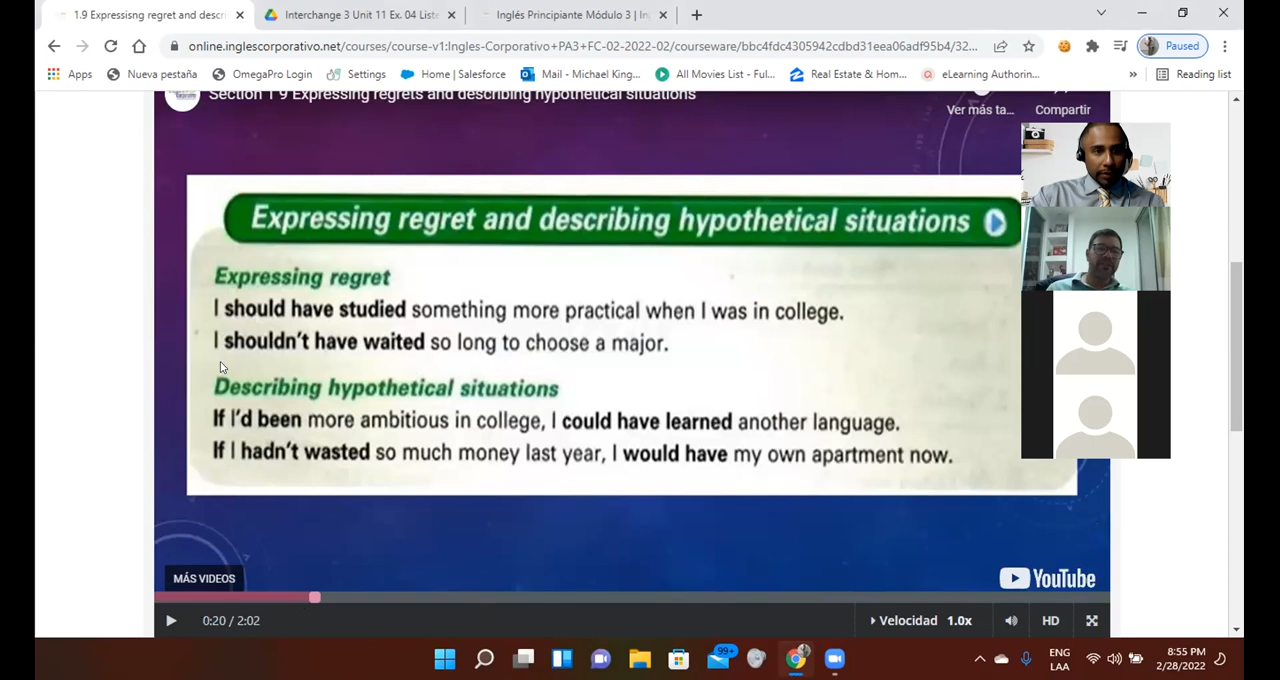 1.9 Expressisng regret and descri
Interchange 3 Unit 11 Ex. 04 Liste
Inglés Principiante Módulo 3 | In
online.inglescorporativo.net/courses/course-v1:Ingles-Corporativo+PA3+FC-02-2022-02/courseware/bbc4fdc4305942cdbd31eea06adf95b4/32...
Paused
Apps
Nueva pestaña
OmegaPro Login
Settings
Home | Salesforce
Mail - Michael King...
All Movies List - Ful...
Real Estate & Hom...
eLearning Authorin...
»
Reading list
Section 1 9 Expressing regrets and describing hypothetical situations
Ver más ta...
Compartir
Expressing regret and describing hypothetical situations
Expressing regret
I should have studied something more practical when I was in college.
I shouldn't have waited so long to choose a major.
Describing hypothetical situations
If I'd been more ambitious in college, I could have learned another language.
If I hadn't wasted so much money last year, I would have my own apartment now.
MÁS VIDEOS
YouTube
0:20 / 2:02
Velocidad 1.0x
HD
99+
ENG
LAA
8:55 PM
2/28/2022